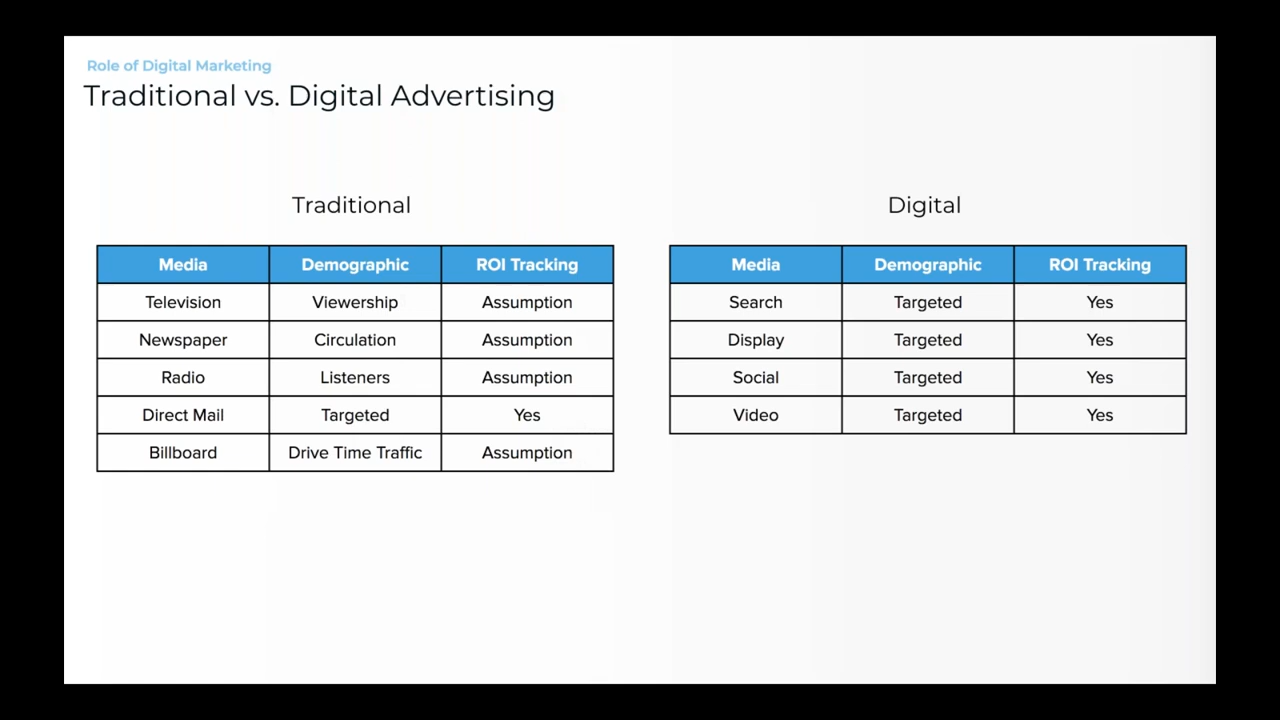 Role of Digital Marketing
Traditional vs. Digital Advertising
Traditional
Media Demographic ROI Tracking
Television Viewership Assumption
Newspaper Circulation Assumption
Radio Listeners Assumption
Direct Mail Targeted Yes
Billboard Drive Time Traffic Assumption
Digital
Media Demographic ROI Tracking
Search Targeted Yes
Display Targeted Yes
Social Targeted Yes
Video Targeted Yes